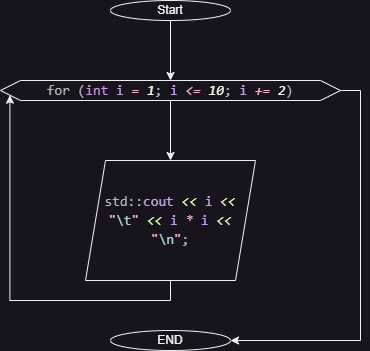 Start
for (int i = 1; i <= 10; i += 2)
std::cout << i <<
"\t" << i * i <<
"\n";
END